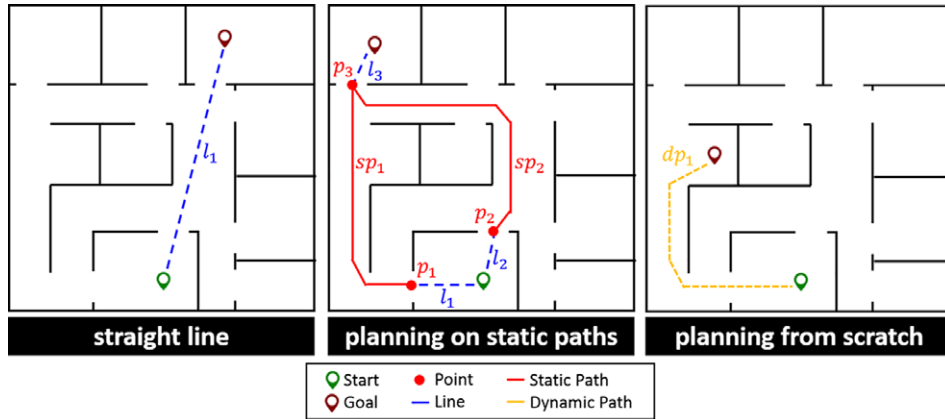 l₁
straight line
p₃
l₃
sp₁
sp₂
p₂
p₁
l₂
l₁
planning on static paths
dp₁
planning from scratch
Start Point Static Path
Goal Line Dynamic Path